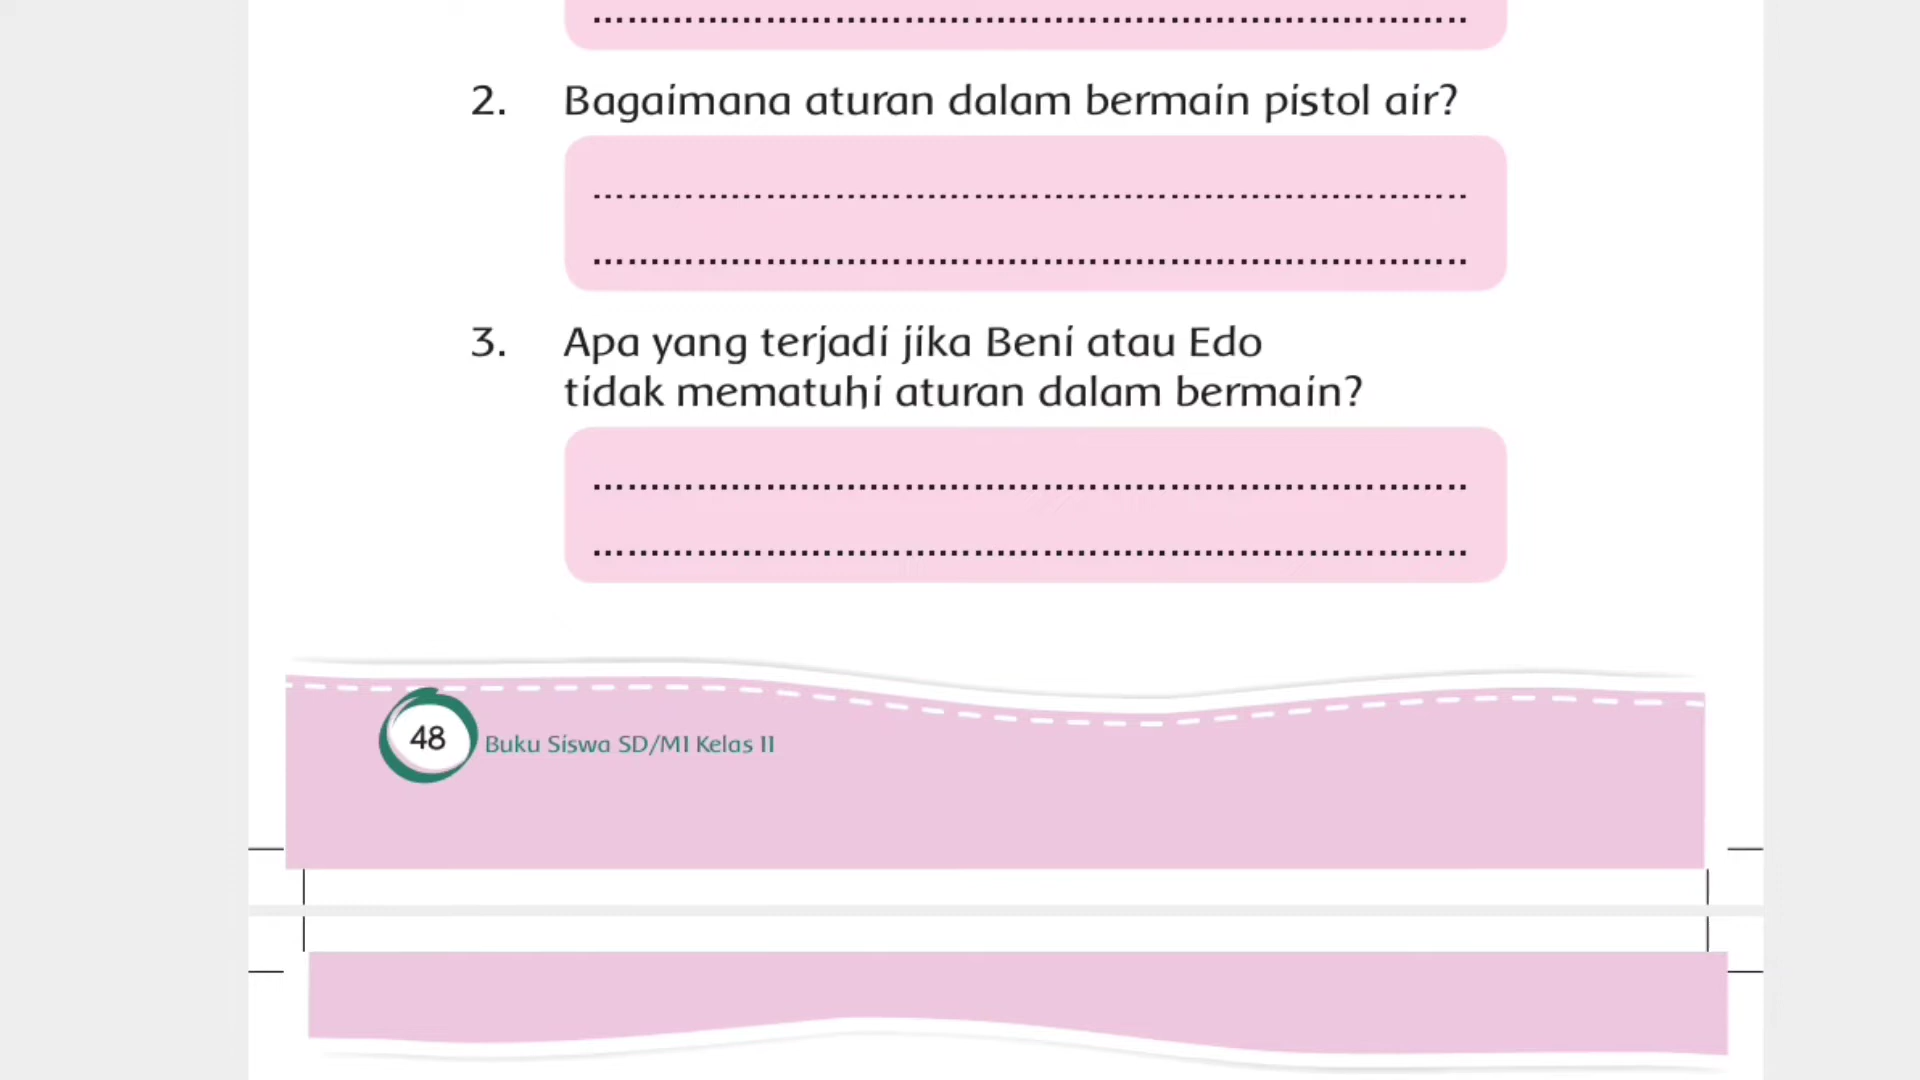 2. Bagaimana aturan dalam bermain pistol air?
3. Apa yang terjadi jika Beni atau Edo
tidak mematuhi aturan dalam bermain?
48 Buku Siswa SD/MI Kelas II